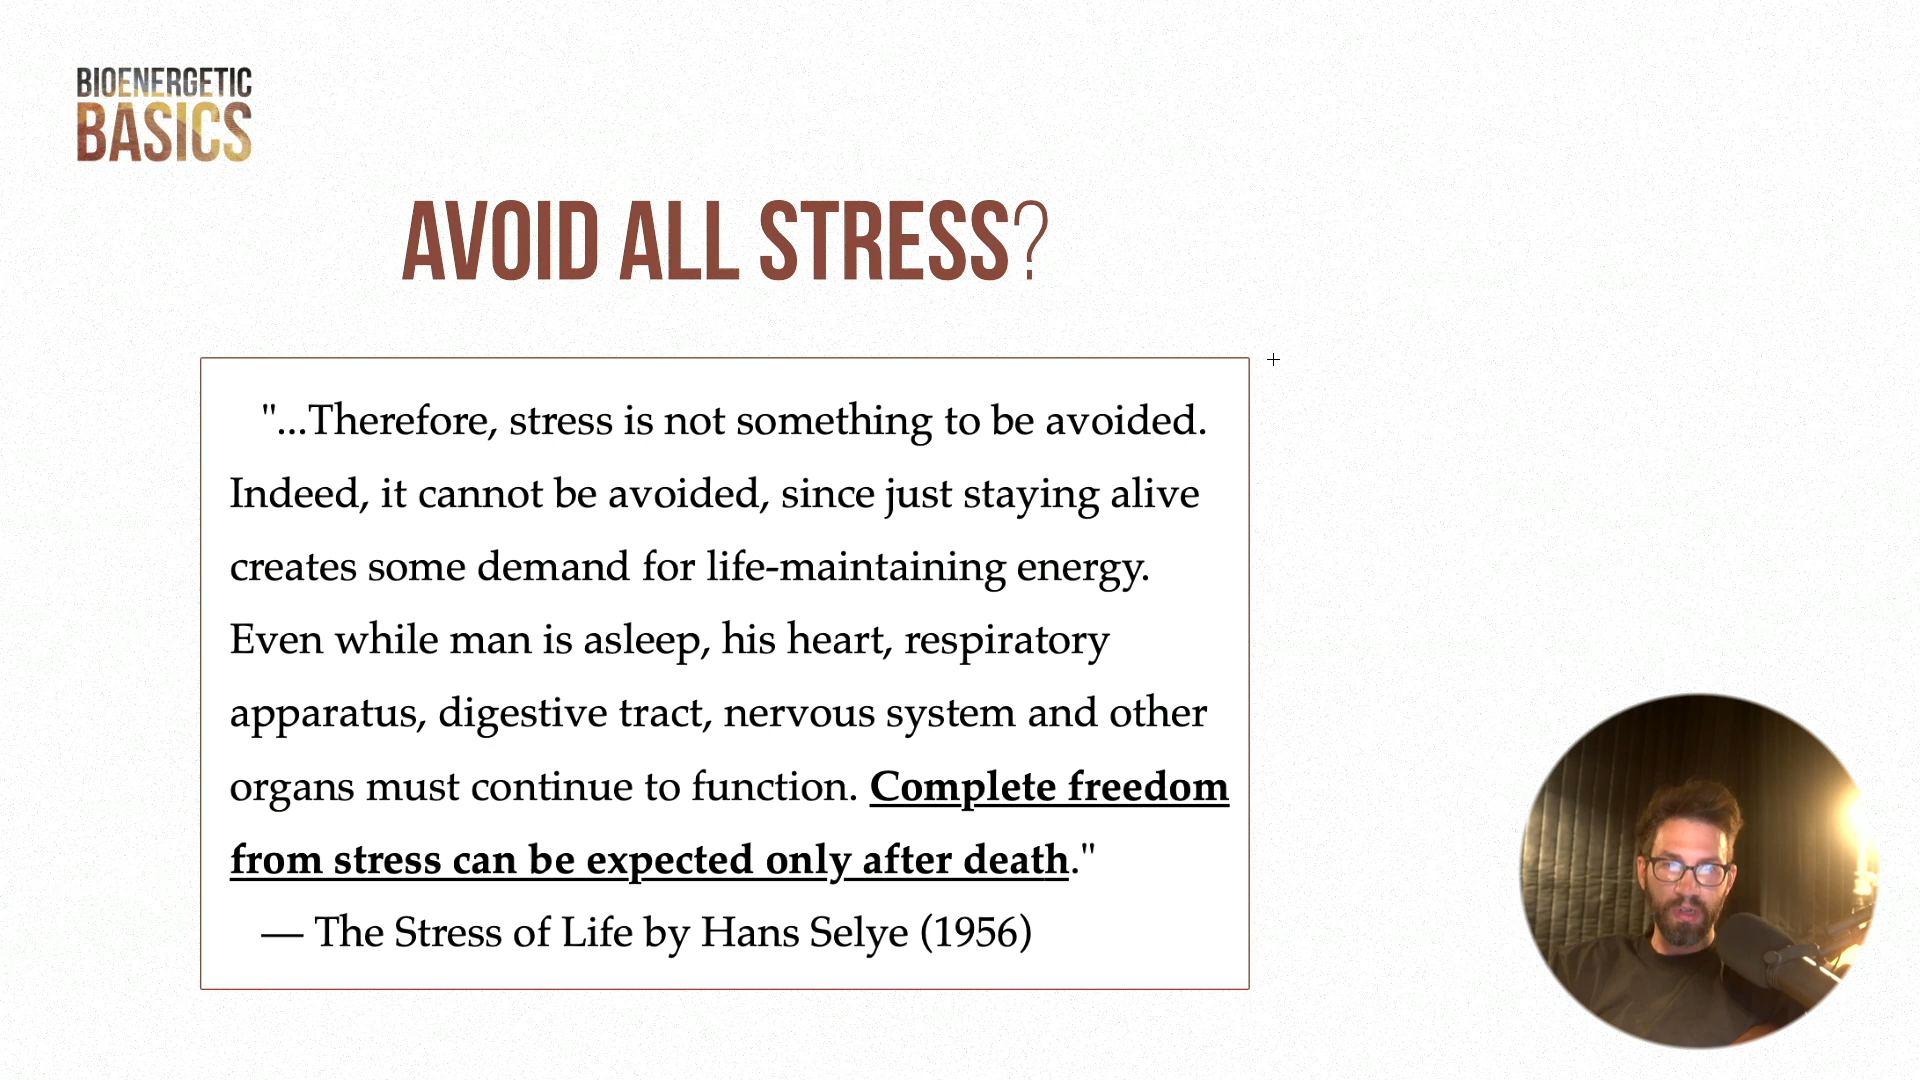 BIOENERGETIC
BASICS
AVOID ALL STRESS?
"...Therefore, stress is not something to be avoided.
Indeed, it cannot be avoided, since just staying alive
creates some demand for life-maintaining energy.
Even while man is asleep, his heart, respiratory
apparatus, digestive tract, nervous system and other
organs must continue to function. Complete freedom
from stress can be expected only after death."
— The Stress of Life by Hans Selye (1956)